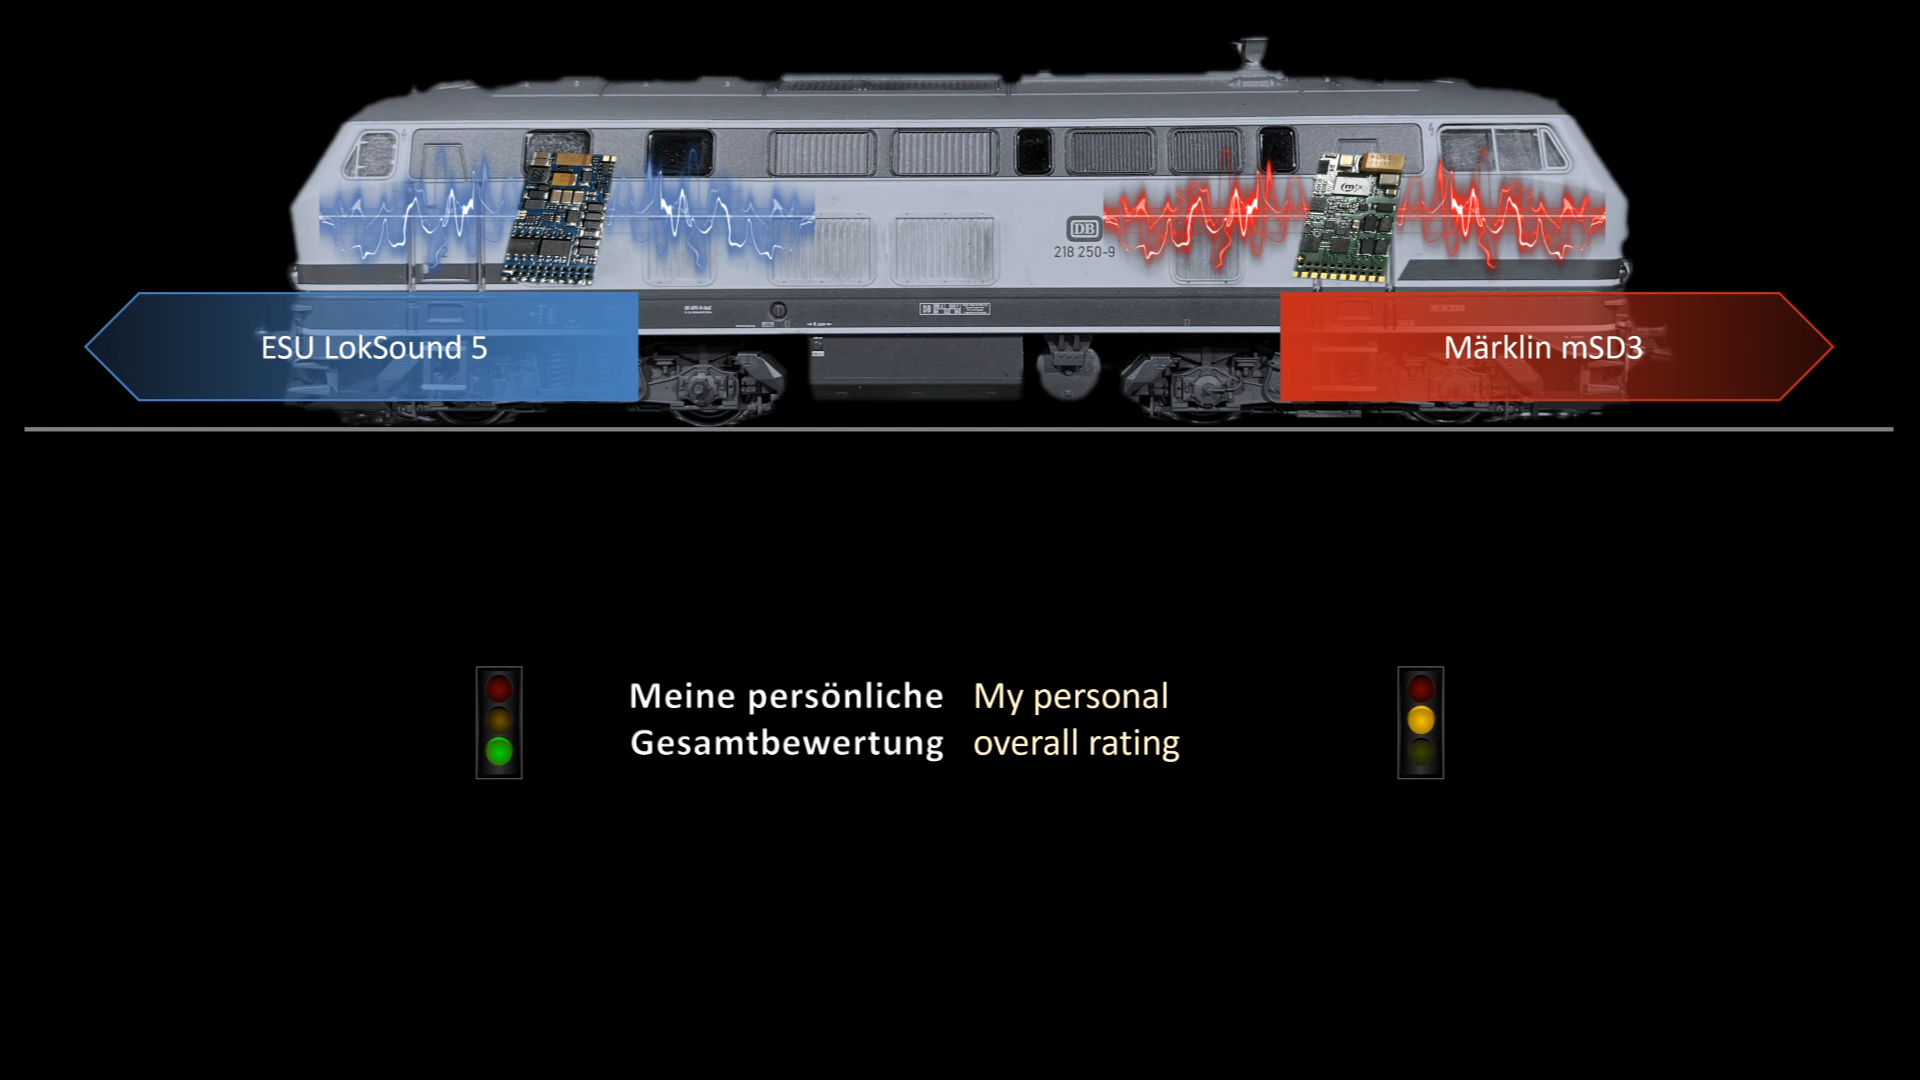 DB
218 250-9
ESU LokSound 5
Märklin mSD3
Meine persönliche
Gesamtbewertung
My personal
overall rating